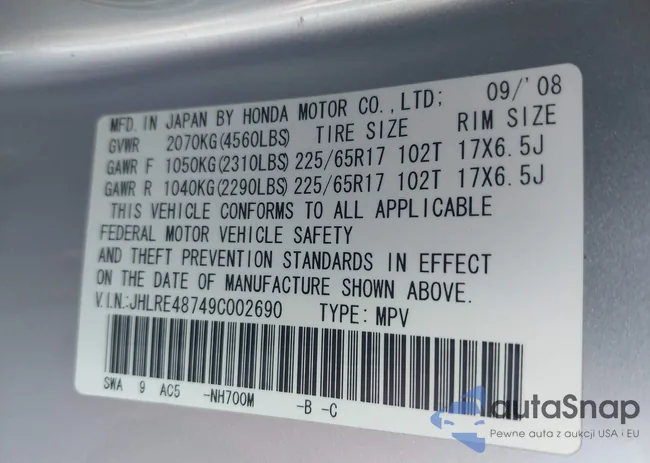 MFD. IN JAPAN BY HONDA MOTOR CO., LTD; 09/'08
GVWR 2070KG(4560LBS) TIRE SIZE RIM SIZE
GAWR F 1050KG(2310LBS) 225/65R17 102T 17X6.5J
GAWR R 1040KG(2290LBS) 225/65R17 102T 17X6.5J
THIS VEHICLE CONFORMS TO ALL APPLICABLE
FEDERAL MOTOR VEHICLE SAFETY
AND THEFT PREVENTION STANDARDS IN EFFECT
ON THE DATE OF MANUFACTURE SHOWN ABOVE.
V.I.N.:JHLRE48749C002690 TYPE: MPV
SWA 9 AC5 -NH700M -B -C
autaSnap
Pewne auta z aukcji USA i EU